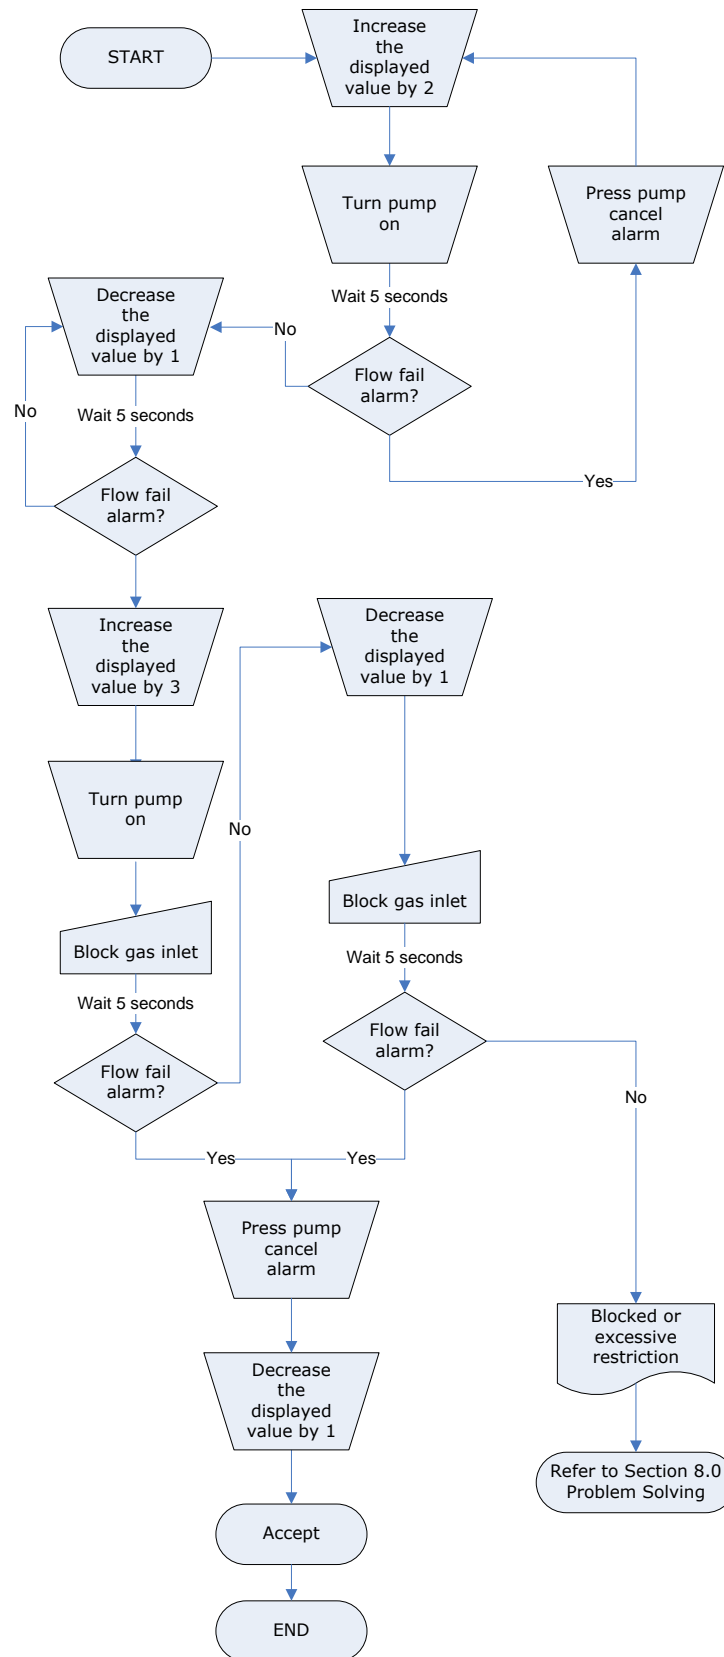 START
Increase
the
displayed
value by 2
Turn pump
on
Press pump
cancel
alarm
Wait 5 seconds
Decrease
the
displayed
value by 1
No
Flow fail
alarm?
Yes
No
Wait 5 seconds
Flow fail
alarm?
Increase
the
displayed
value by 3
Decrease
the
displayed
value by 1
Turn pump
on
No
Block gas inlet
Block gas inlet
Wait 5 seconds
Wait 5 seconds
Flow fail
alarm?
Flow fail
alarm?
No
Yes
Yes
Press pump
cancel
alarm
Blocked or
excessive
restriction
Decrease
the
displayed
value by 1
Refer to Section 8.0
Problem Solving
Accept
END